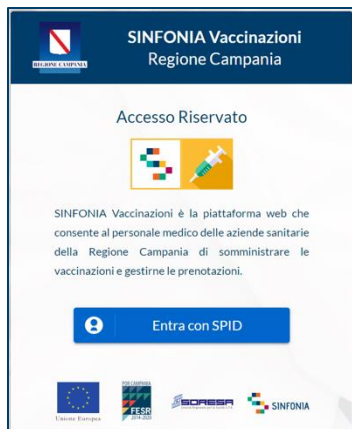 SINFONIA Vaccinazioni
Regione Campania
REGIONE CAMPANIA
Accesso Riservato
SINFONIA Vaccinazioni è la piattaforma web che
consente al personale medico delle aziende sanitarie
della Regione Campania di somministrare le
vaccinazioni e gestirne le prenotazioni.
Entra con SPID
Unione Europea
POR CAMPANIA
FESR
2014-2020
SORESA
SINFONIA